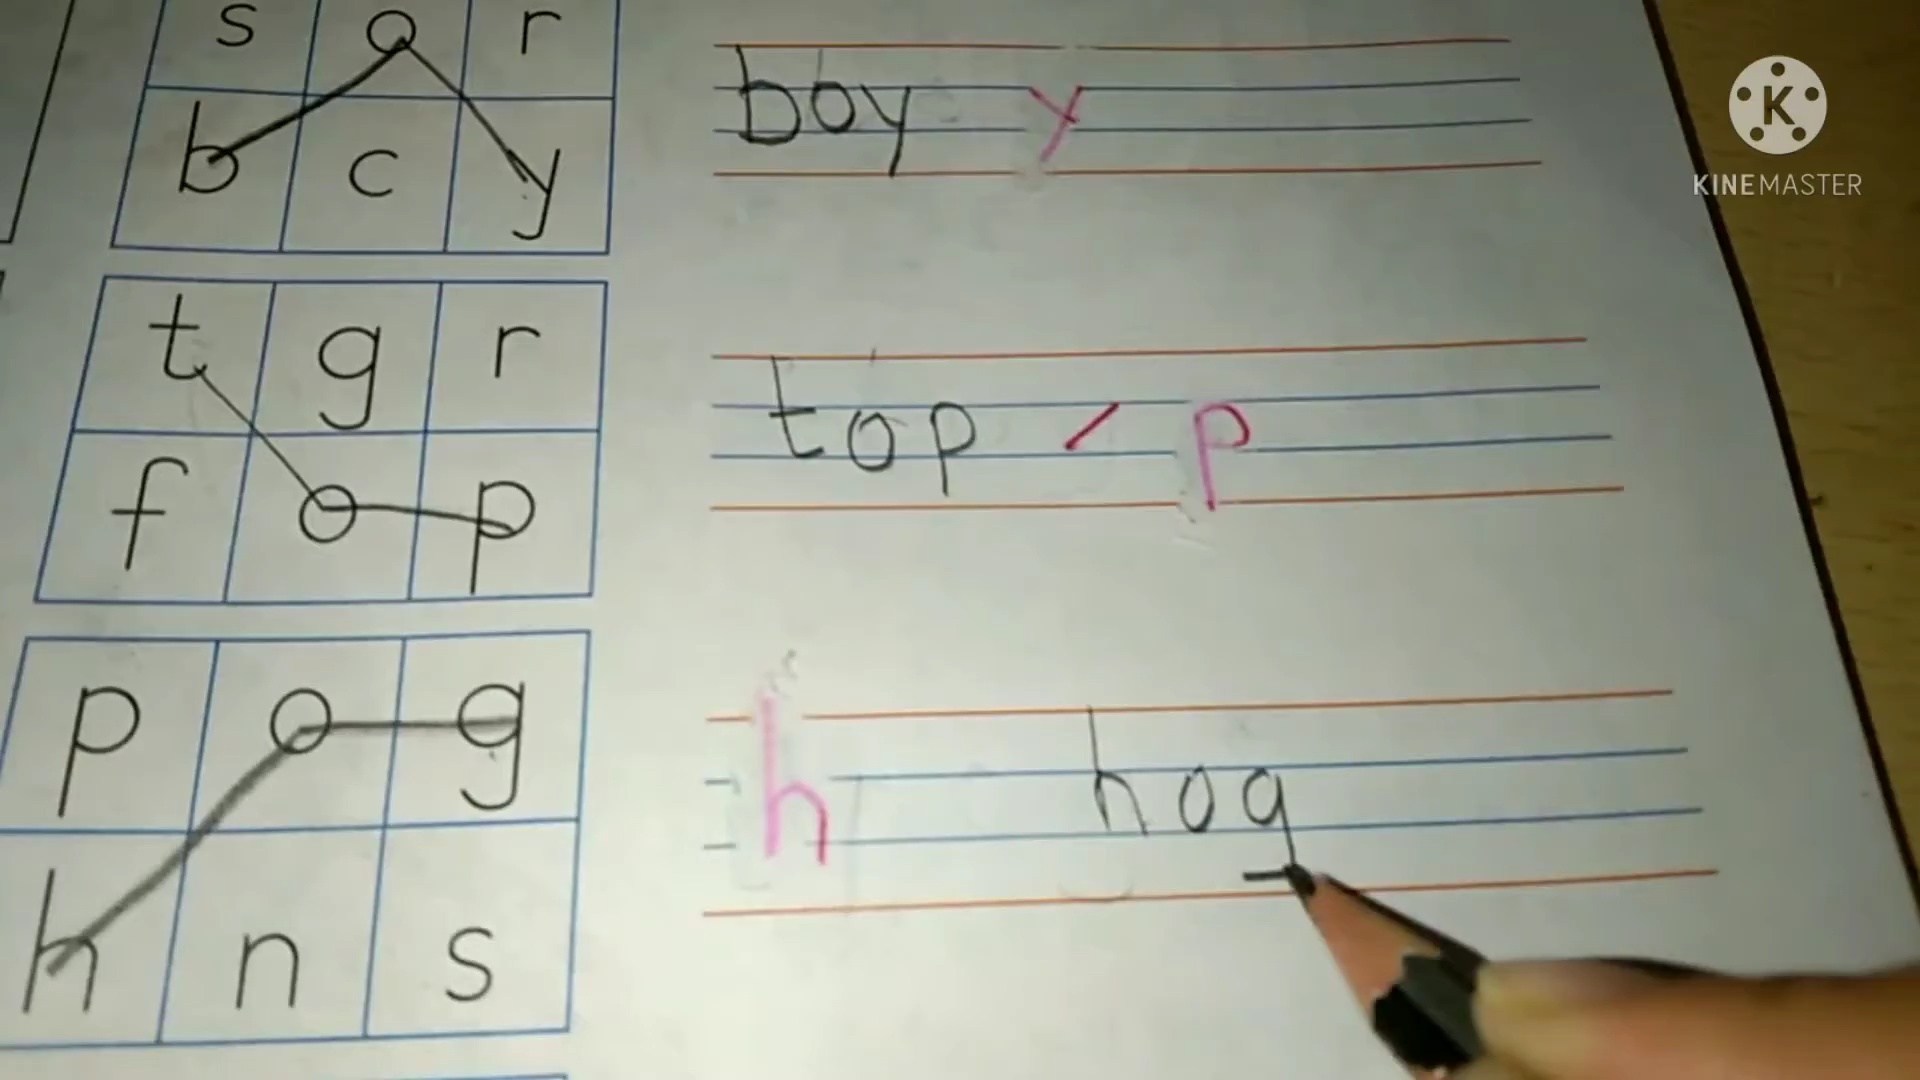 s o r
b c y
boy y
t g r
f o p
top p
p o g
h n s
h hog
KINEMASTER